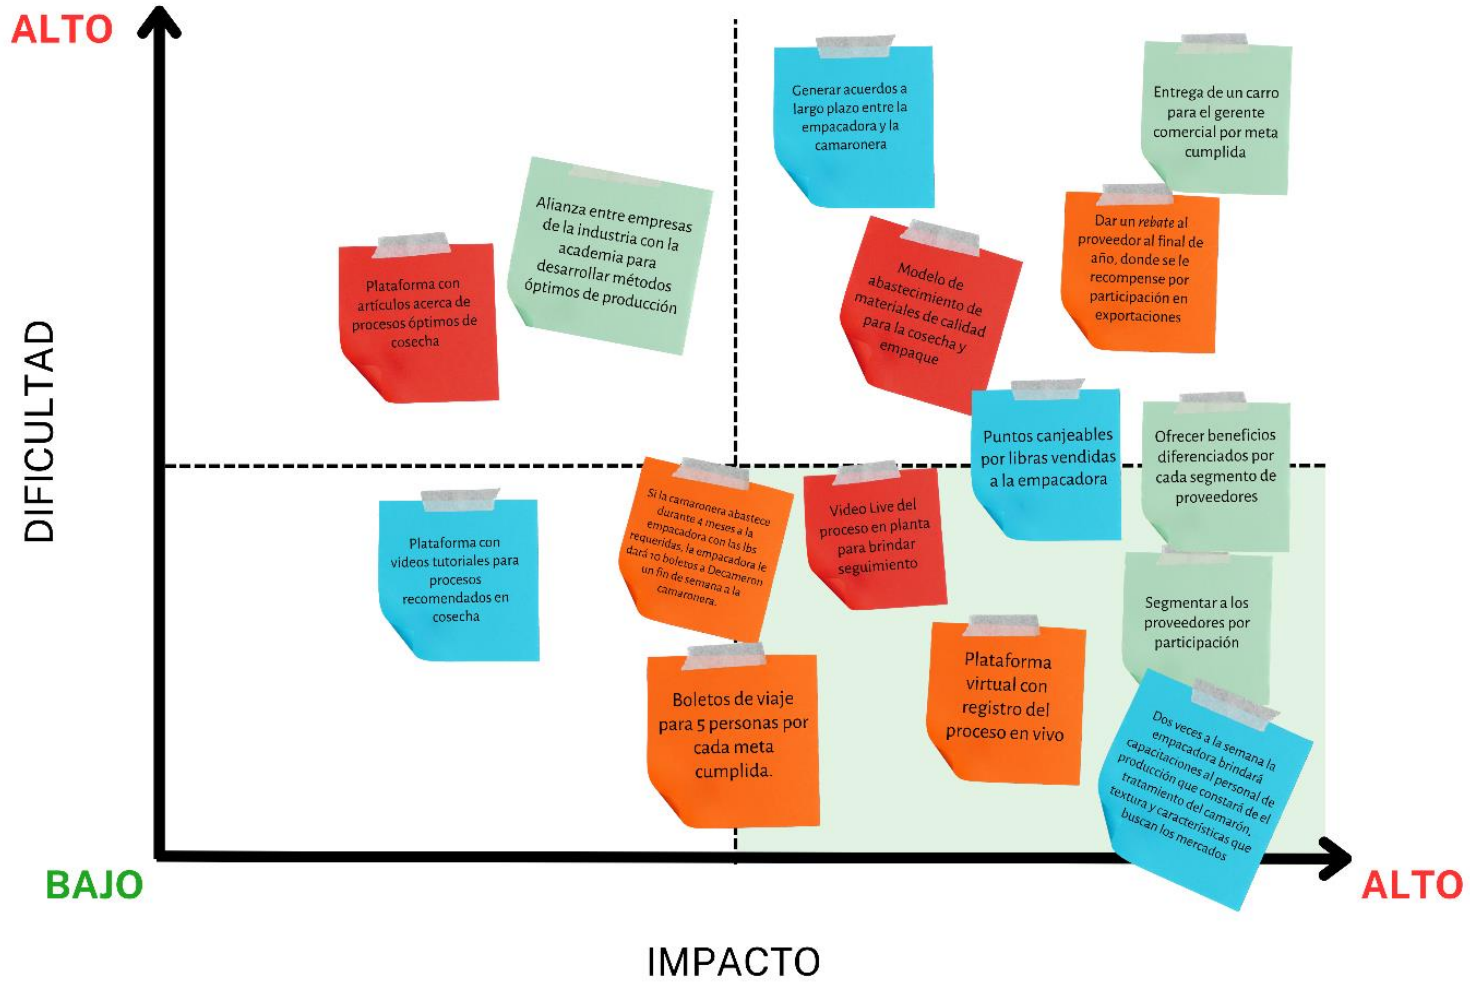 ALTO
Generar acuerdos a
largo plazo entre la
empacadora y la
camaronera
Entrega de un carro
para el gerente
comercial por meta
cumplida
Alianza entre empresas
de la industria con la
academia para
desarrollar métodos
óptimos de producción
Plataforma con
artículos acerca de
procesos óptimos de
cosecha
Modelo de
abastecimiento de
materiales de calidad
para la cosecha y
empaque
Dar un rebate al
proveedor al final de
año, donde se le
recompense por
participación en
exportaciones
DIFICULTAD
Puntos canjeables
por libras vendidas
a la empacadora
Ofrecer beneficios
diferenciados por
cada segmento de
proveedores
Plataforma con
videos tutoriales para
procesos
recomendados en
cosecha
Si la camaronera abastece
durante 4 meses a la
empacadora con las lbs
requeridas, la empacadora le
dará 10 boletos a Decameron
un fin de semana a la
camaronera.
Video Live del
proceso en planta
para brindar
seguimiento
Segmentar a los
proveedores por
participación
Boletos de viaje
para 5 personas por
cada meta
cumplida.
Plataforma
virtual con
registro del
proceso en vivo
Dos veces a la semana la
empacadora brindará
capacitaciones al personal de
producción que constará de el
tratamiento del camarón,
textura y características que
buscan los mercados
BAJO
ALTO
IMPACTO